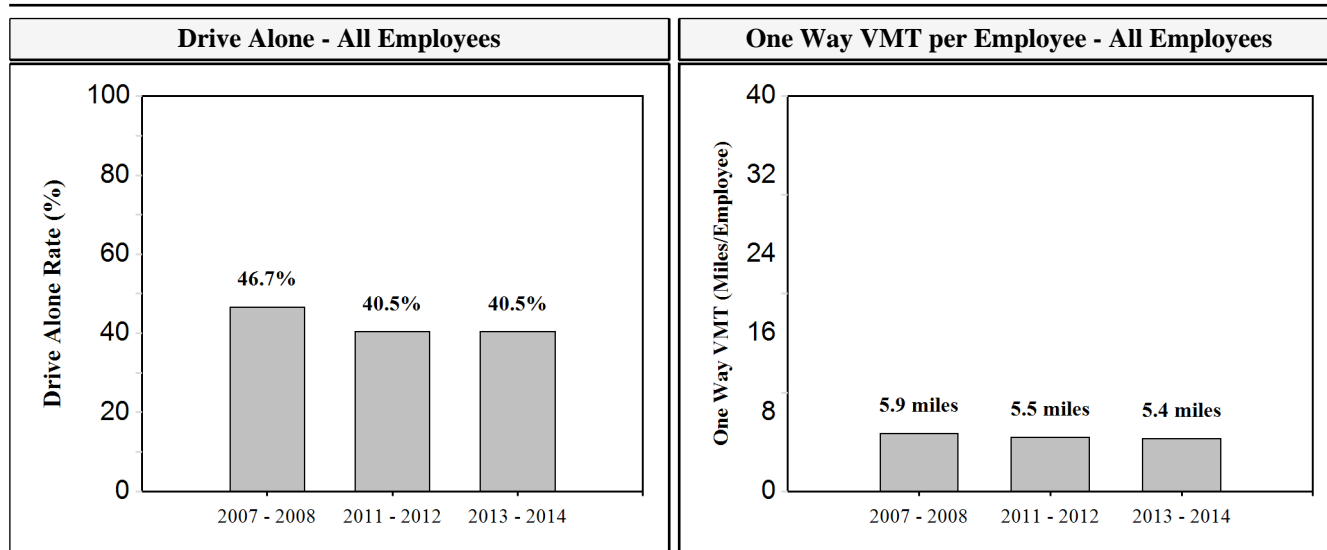 Drive Alone - All Employees
One Way VMT per Employee - All Employees
Drive Alone Rate (%)
100
80
60
40
20
0
46.7%
40.5%
40.5%
2007 - 2008
2011 - 2012
2013 - 2014
One Way VMT (Miles/Employee)
40
32
24
16
8
0
5.9 miles
5.5 miles
5.4 miles
2007 - 2008
2011 - 2012
2013 - 2014